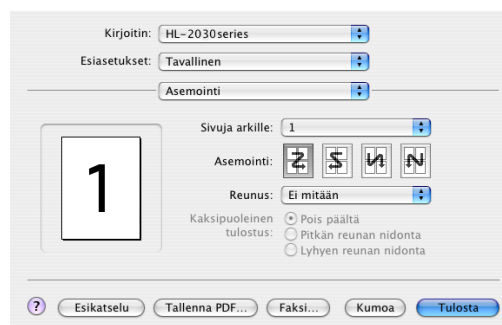 Kirjoitin: HL-2030series
Esiasetukset: Tavallinen
Asemointi
Sivuja arkille: 1
Asemointi:
Reunus: Ei mitään
Kaksipuoleinen tulostus:
Pois päältä
Pitkän reunan nidonta
Lyhyen reunan nidonta
1
? Esikatselu Tallenna PDF... Faksi... Kumoa Tulosta